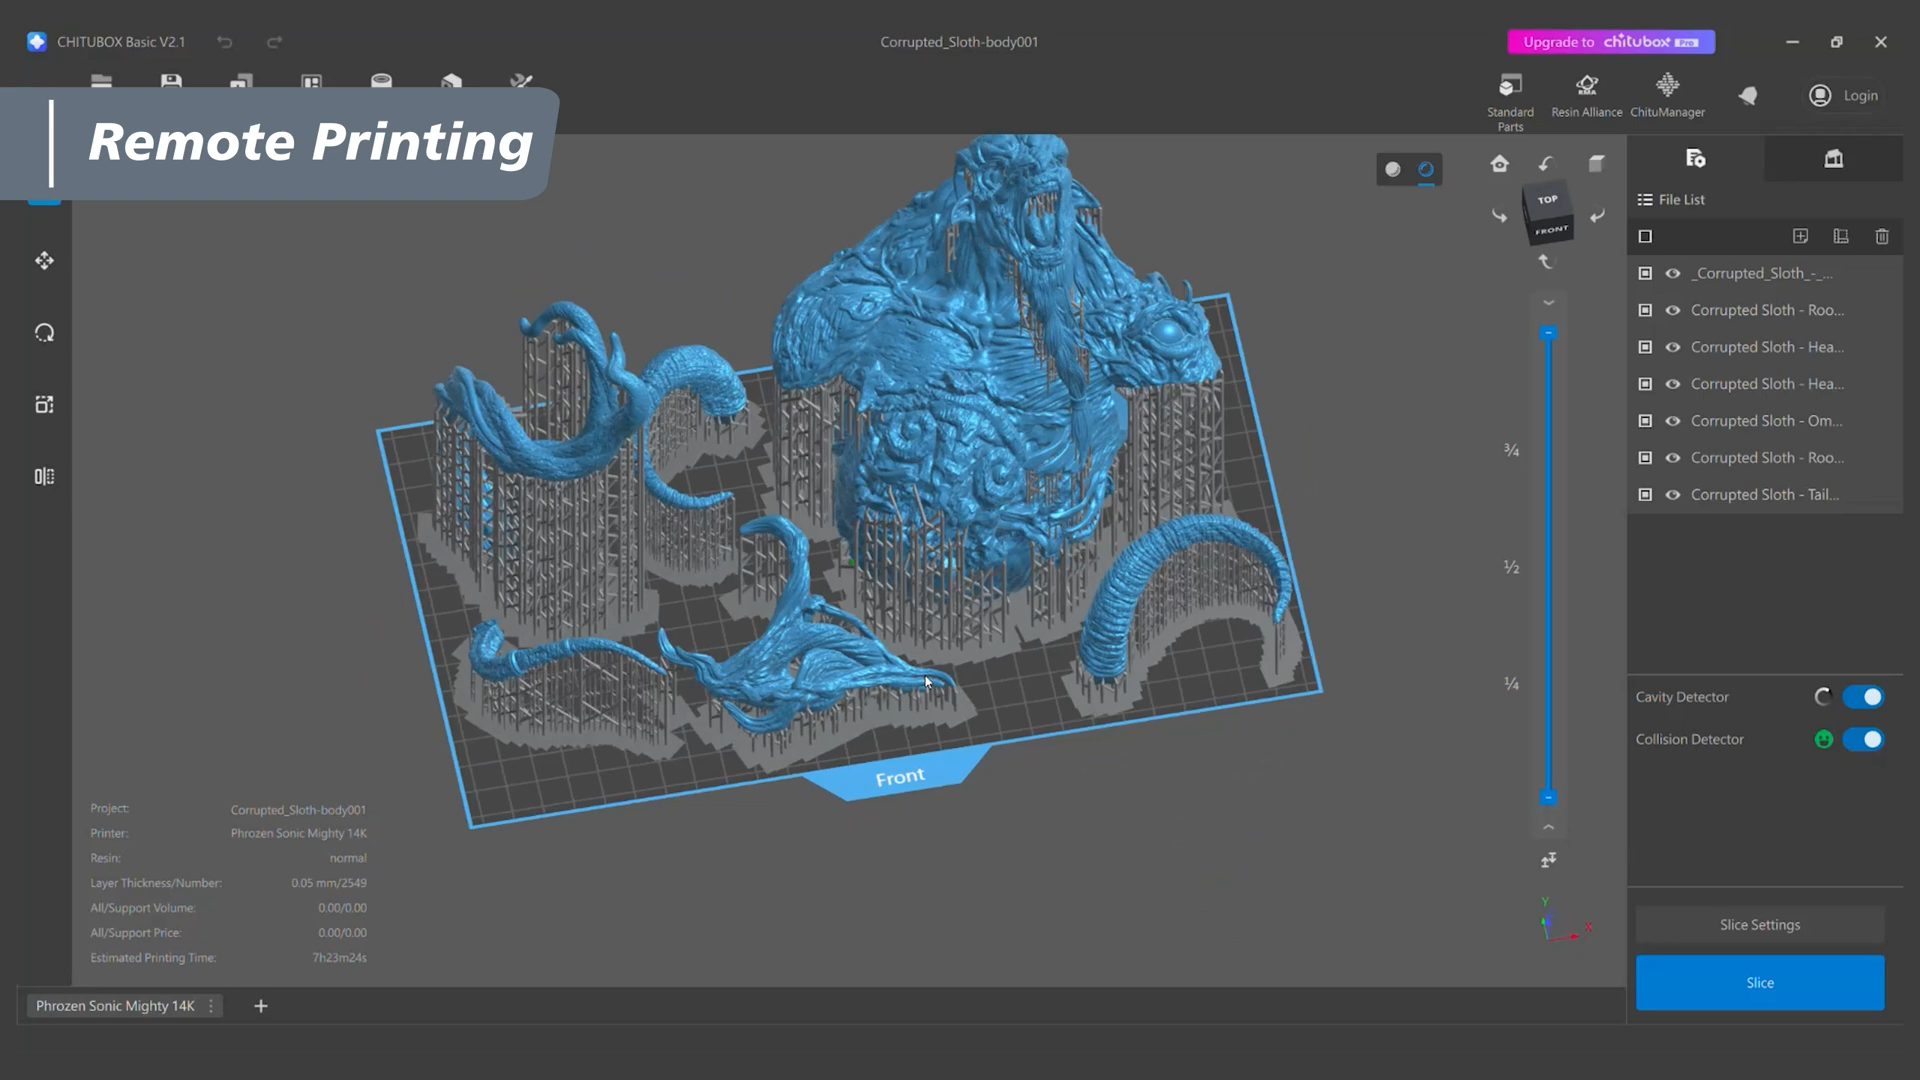 CHITUBOX Basic V2.1
Corrupted_Sloth-body001
Upgrade to chitubox Pro
Standard
Parts
Resin Alliance
ChituManager
Login
Remote Printing
TOP
FRONT
File List
_Corrupted_Sloth_-_...
Corrupted Sloth - Roo...
Corrupted Sloth - Hea...
Corrupted Sloth - Hea...
Corrupted Sloth - Om...
Corrupted Sloth - Roo...
Corrupted Sloth - Tail...
3/4
1/2
1/4
Cavity Detector
Collision Detector
Front
Project: Corrupted_Sloth-body001
Printer: Phrozen Sonic Mighty 14K
Resin: normal
Layer Thickness/Number: 0.05 mm/2549
All/Support Volume: 0.00/0.00
All/Support Price: 0.00/0.00
Estimated Printing Time: 7h23m24s
Y
X
Slice Settings
Slice
Phrozen Sonic Mighty 14K